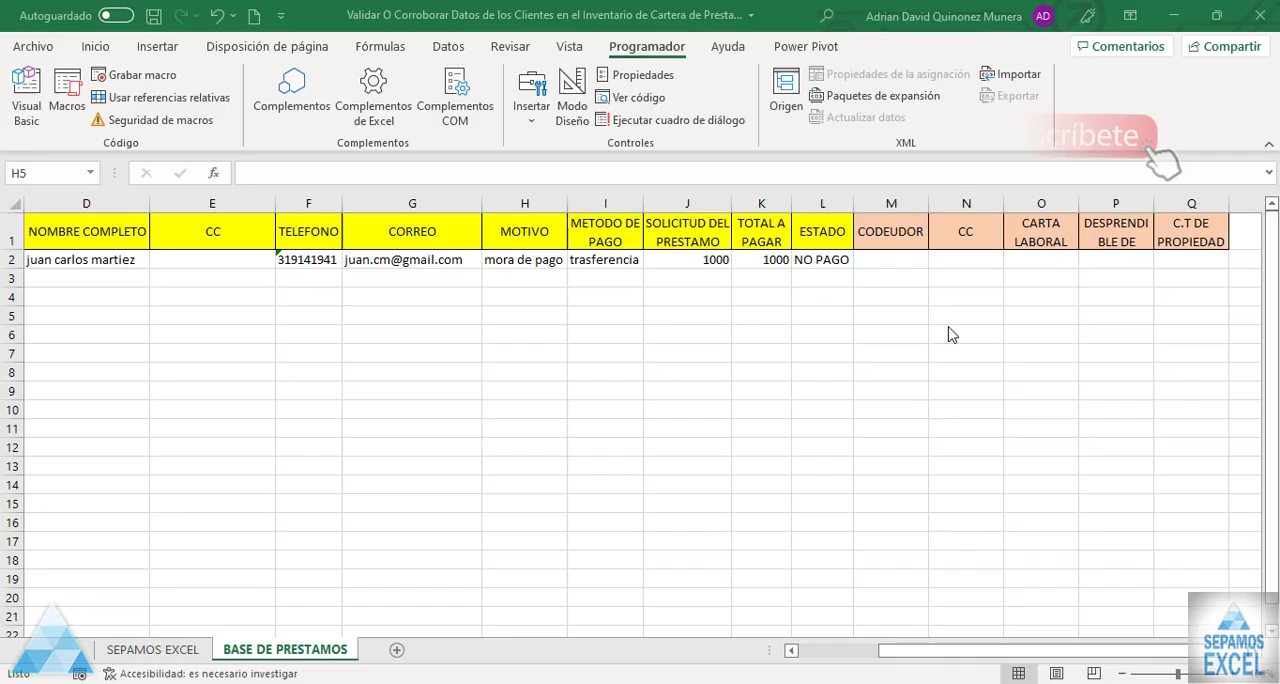 Autoguardado
Validar O Corroborar Datos de los Clientes en el Inventario de Cartera de Presta...
Adrian David Quinonez Munera
AD
Archivo
Inicio
Insertar
Disposición de página
Fórmulas
Datos
Revisar
Vista
Programador
Ayuda
Power Pivot
Comentarios
Compartir
Visual
Basic
Macros
Grabar macro
Usar referencias relativas
Seguridad de macros
Código
Complementos
Complementos
de Excel
Complementos
COM
Complementos
Insertar
Modo
Diseño
Propiedades
Ver código
Ejecutar cuadro de diálogo
Controles
Origen
Propiedades de la asignación
Paquetes de expansión
Actualizar datos
Importar
Exportar
XML
scríbete
H5
fx
D E F G H I J K L M N O P Q
1
NOMBRE COMPLETO
CC
TELEFONO
CORREO
MOTIVO
METODO DE
PAGO
SOLICITUD DEL
PRESTAMO
TOTAL A
PAGAR
ESTADO
CODEUDOR
CC
CARTA
LABORAL
DESPRENDI
BLE DE
C.T DE
PROPIEDAD
2 juan carlos martiez 319141941 juan.cm@gmail.com mora de pago trasferencia 1000 1000 NO PAGO
3
4
5
6
7
8
9
10
11
12
13
14
15
16
17
18
19
20
21
22
SEPAMOS EXCEL
BASE DE PRESTAMOS
Listo
Accesibilidad: es necesario investigar
SEPAMOS
EXCEL